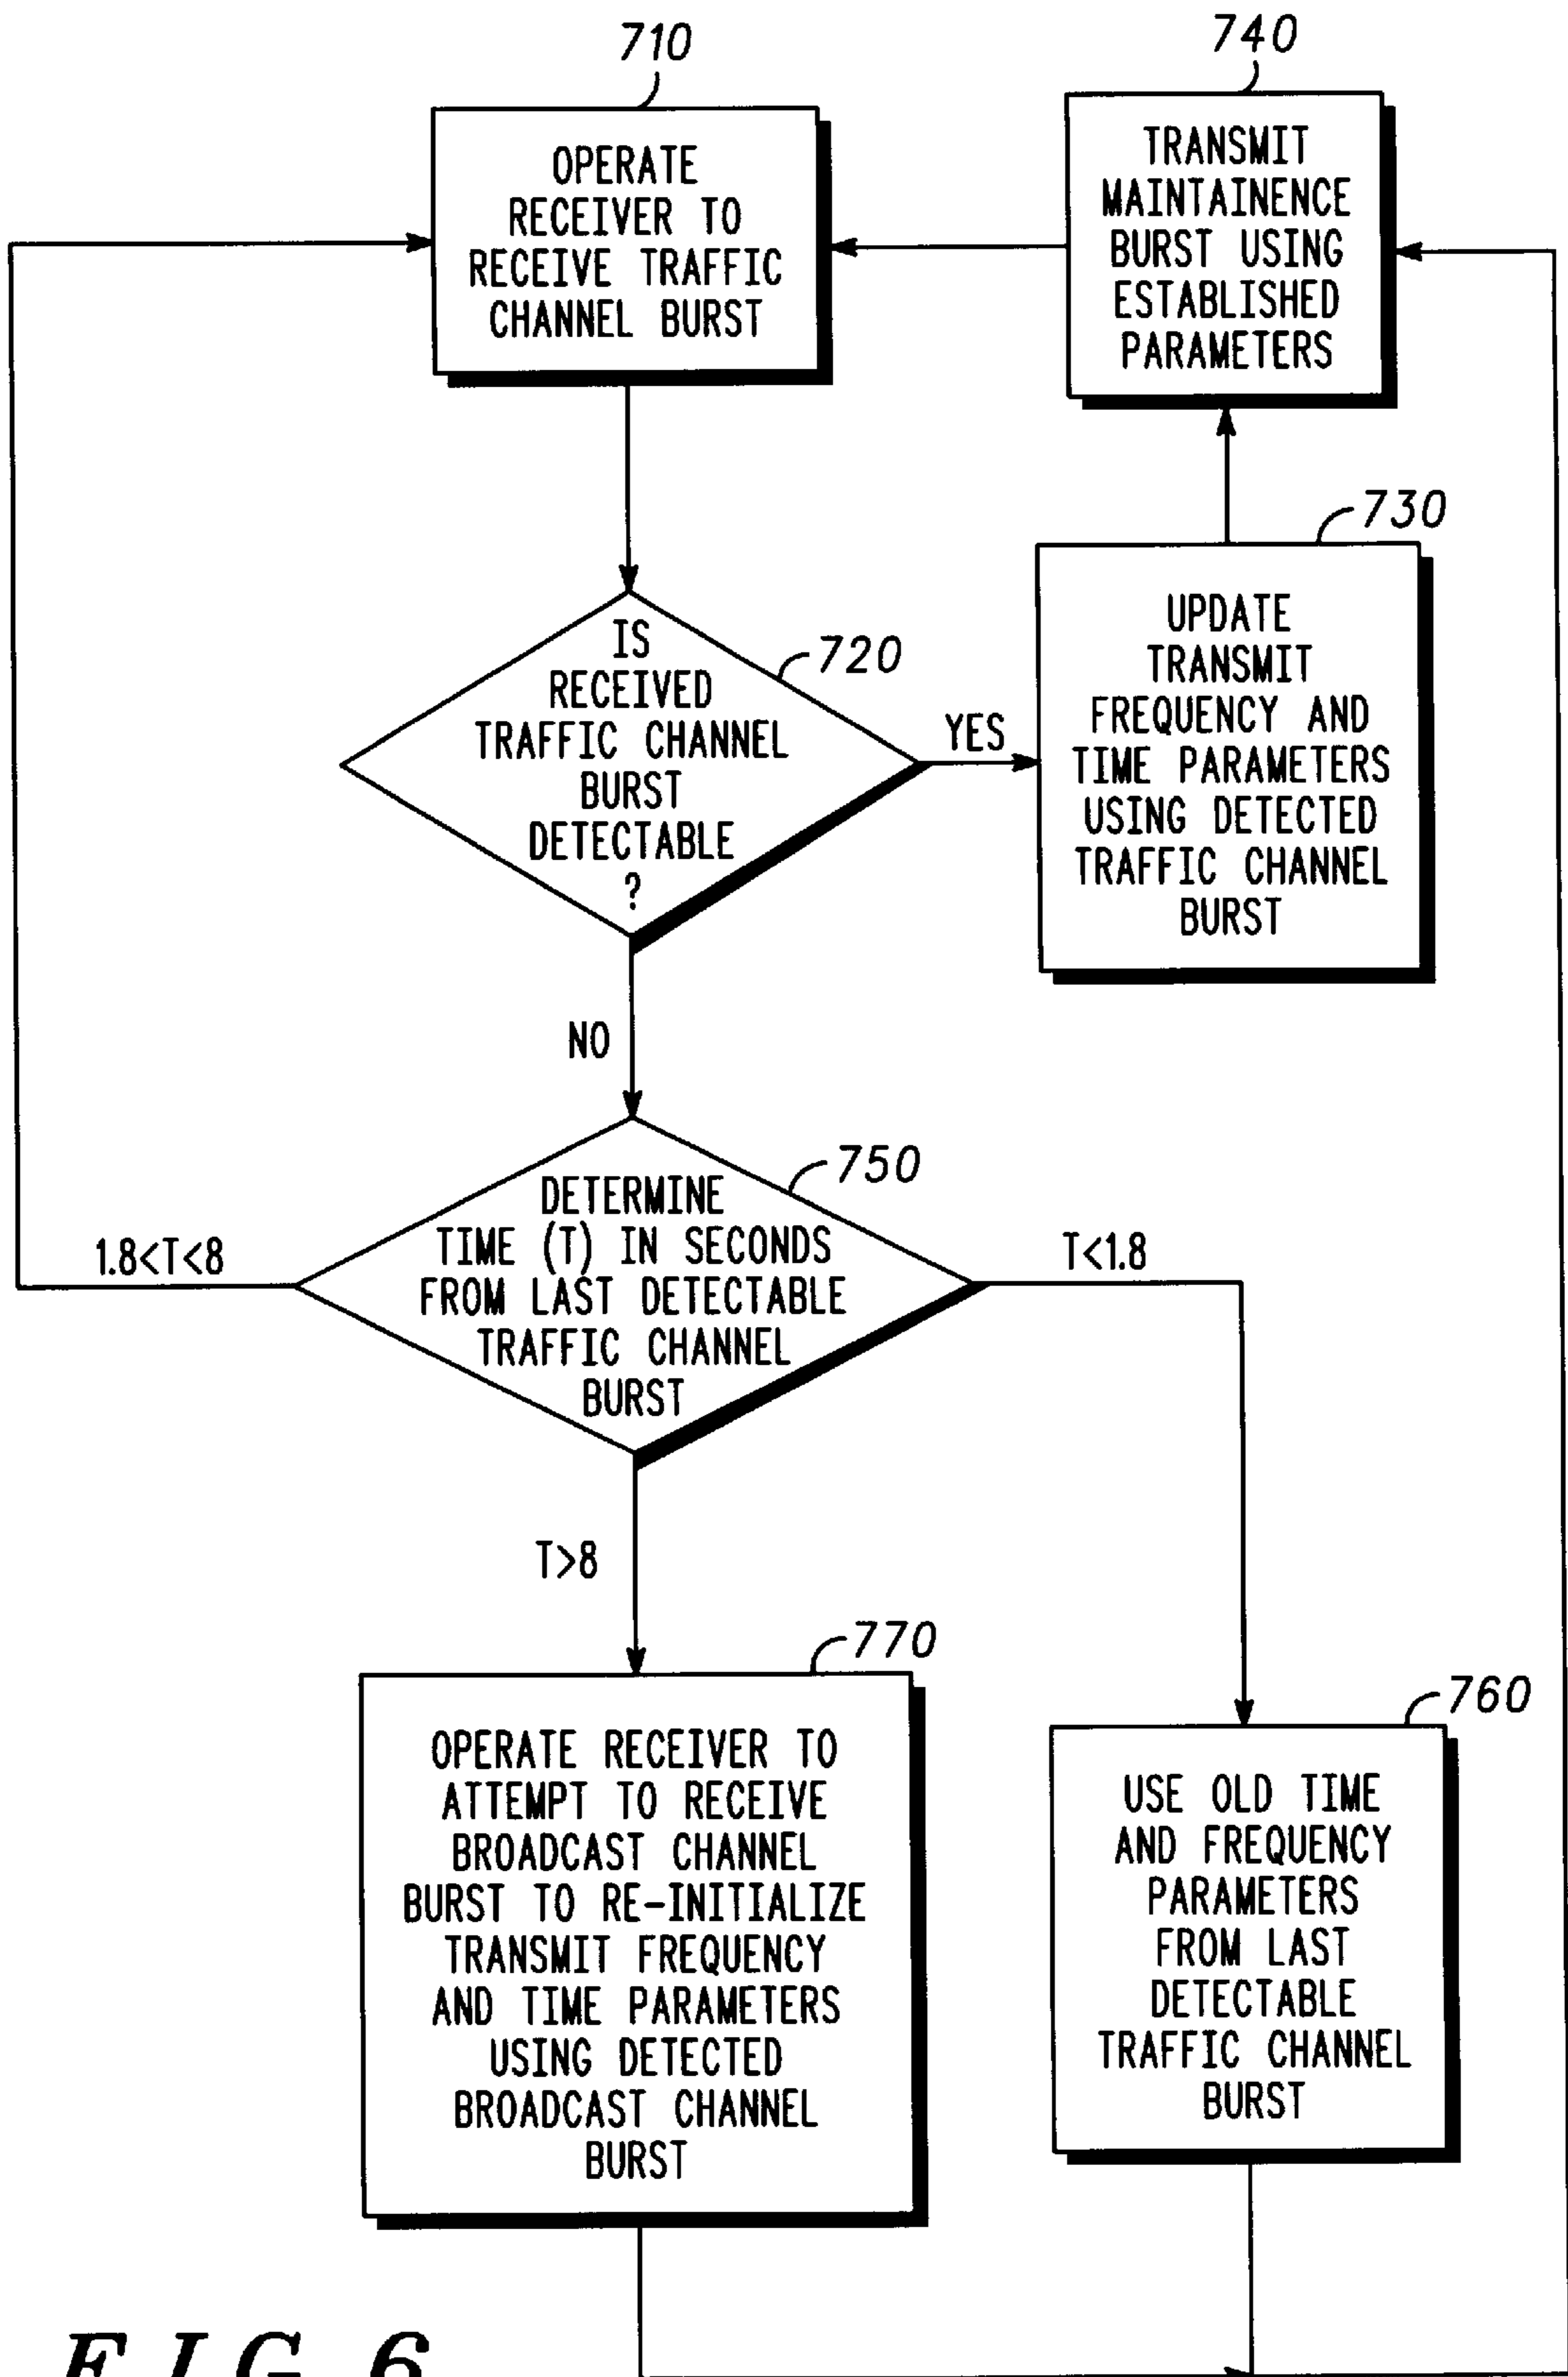 710
OPERATE
RECEIVER TO
RECEIVE TRAFFIC
CHANNEL BURST
740
TRANSMIT
MAINTAINENCE
BURST USING
ESTABLISHED
PARAMETERS
720
IS
RECEIVED
TRAFFIC CHANNEL
BURST
DETECTABLE
?
YES
730
UPDATE
TRANSMIT
FREQUENCY AND
TIME PARAMETERS
USING DETECTED
TRAFFIC CHANNEL
BURST
NO
750
DETERMINE
TIME (T) IN SECONDS
FROM LAST DETECTABLE
TRAFFIC CHANNEL
BURST
1.8<T<8
T<1.8
T>8
770
OPERATE RECEIVER TO
ATTEMPT TO RECEIVE
BROADCAST CHANNEL
BURST TO RE-INITIALIZE
TRANSMIT FREQUENCY
AND TIME PARAMETERS
USING DETECTED
BROADCAST CHANNEL
BURST
760
USE OLD TIME
AND FREQUENCY
PARAMETERS
FROM LAST
DETECTABLE
TRAFFIC CHANNEL
BURST
FIG. 6